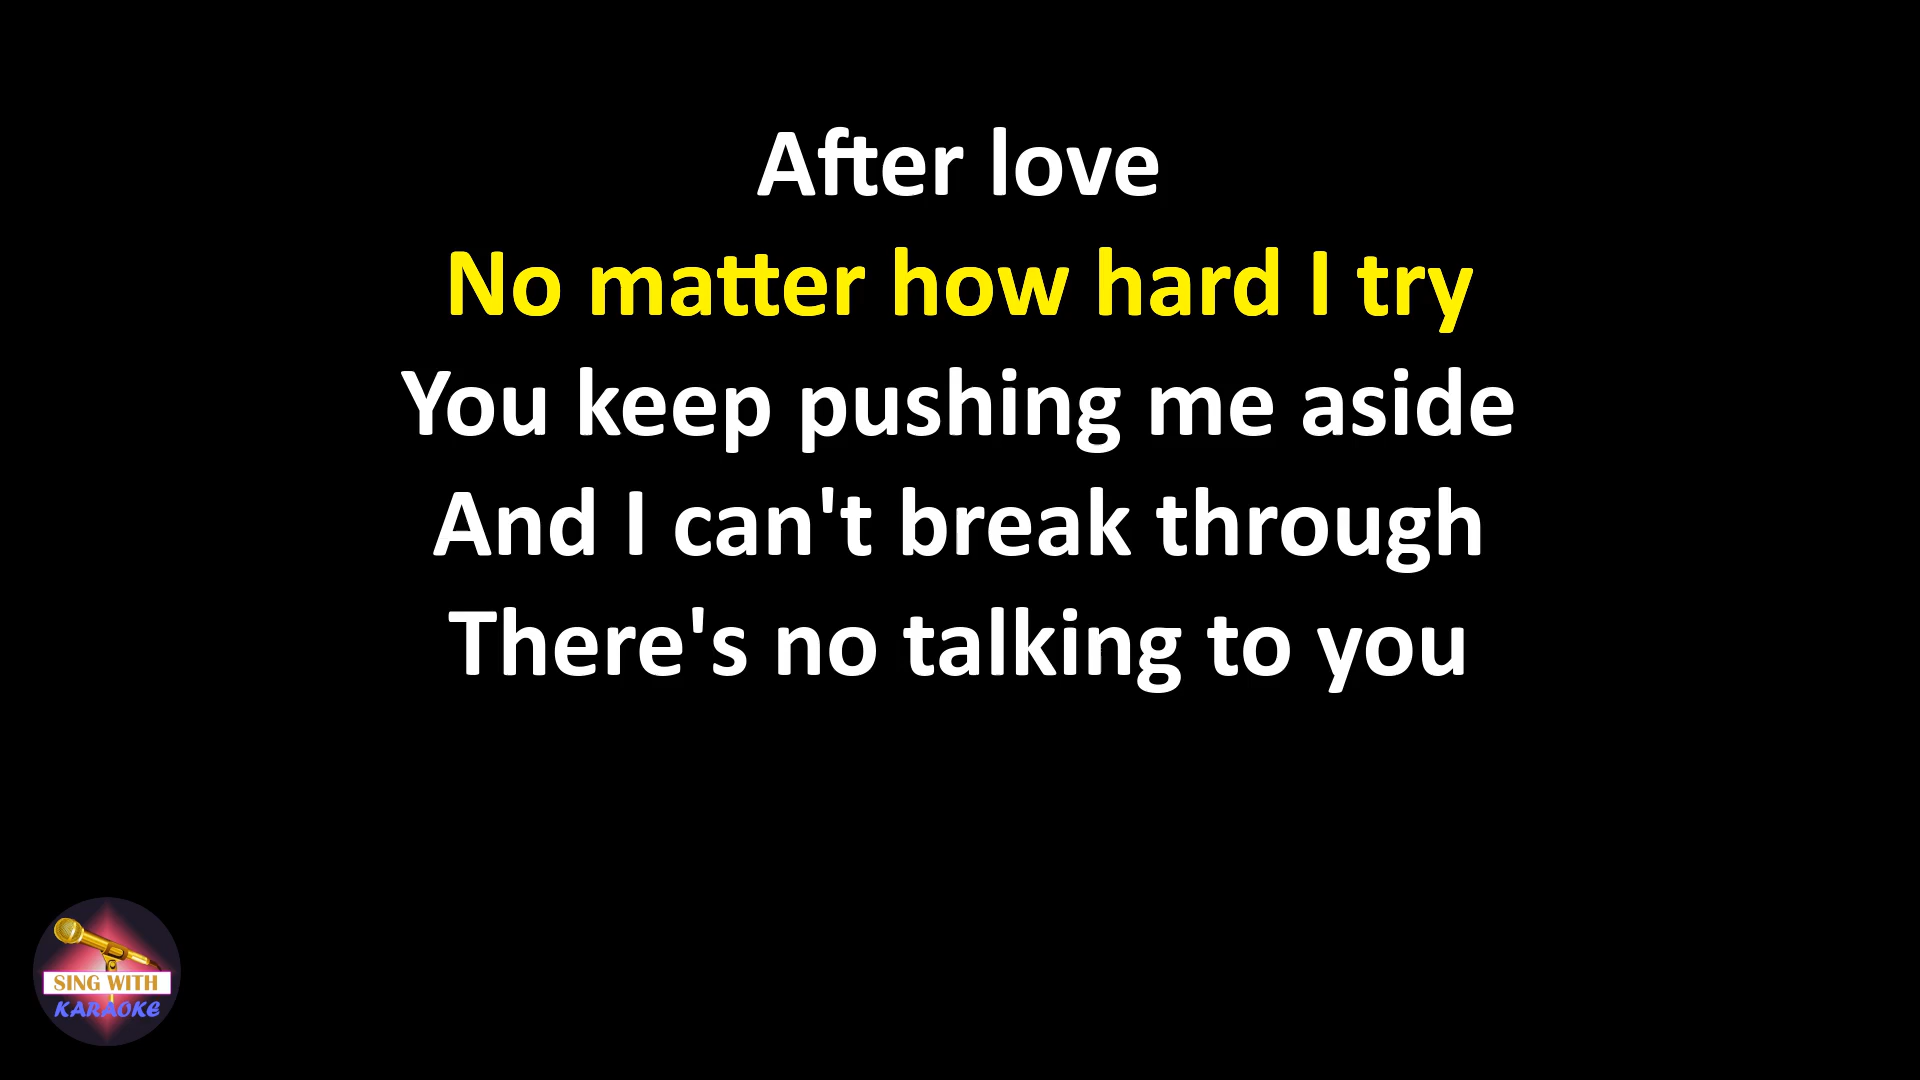 After love
No matter how hard I try
You keep pushing me aside
And I can't break through
There's no talking to you
SING WITH
KARAOKE